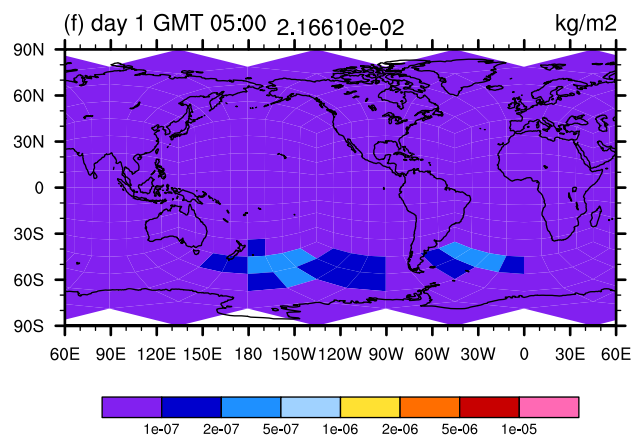 (f) day 1 GMT 05:00 2.16610e-02 kg/m2
90N
60N
30N
0
30S
60S
90S
60E 90E 120E 150E 180 150W 120W 90W 60W 30W 0 30E 60E
1e-07 2e-07 5e-07 1e-06 2e-06 5e-06 1e-05